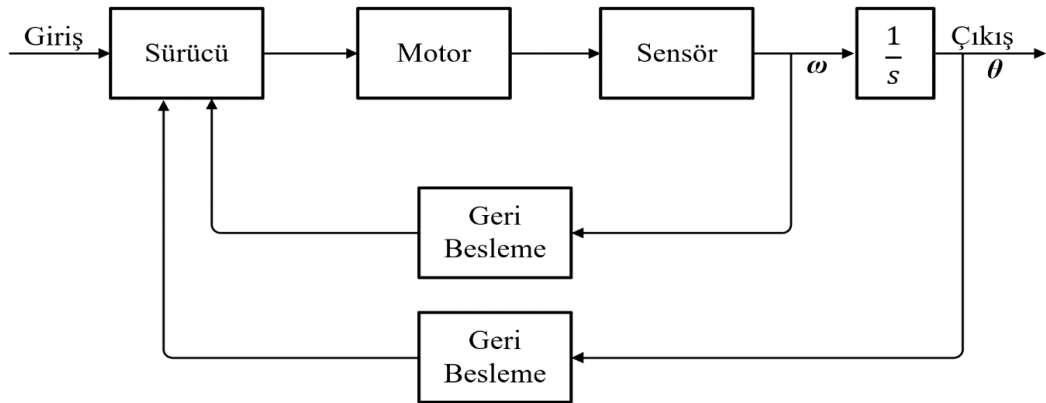 Giriş
Sürücü
Motor
Sensör
ω
1
s
Çıkış
θ
Geri
Besleme
Geri
Besleme